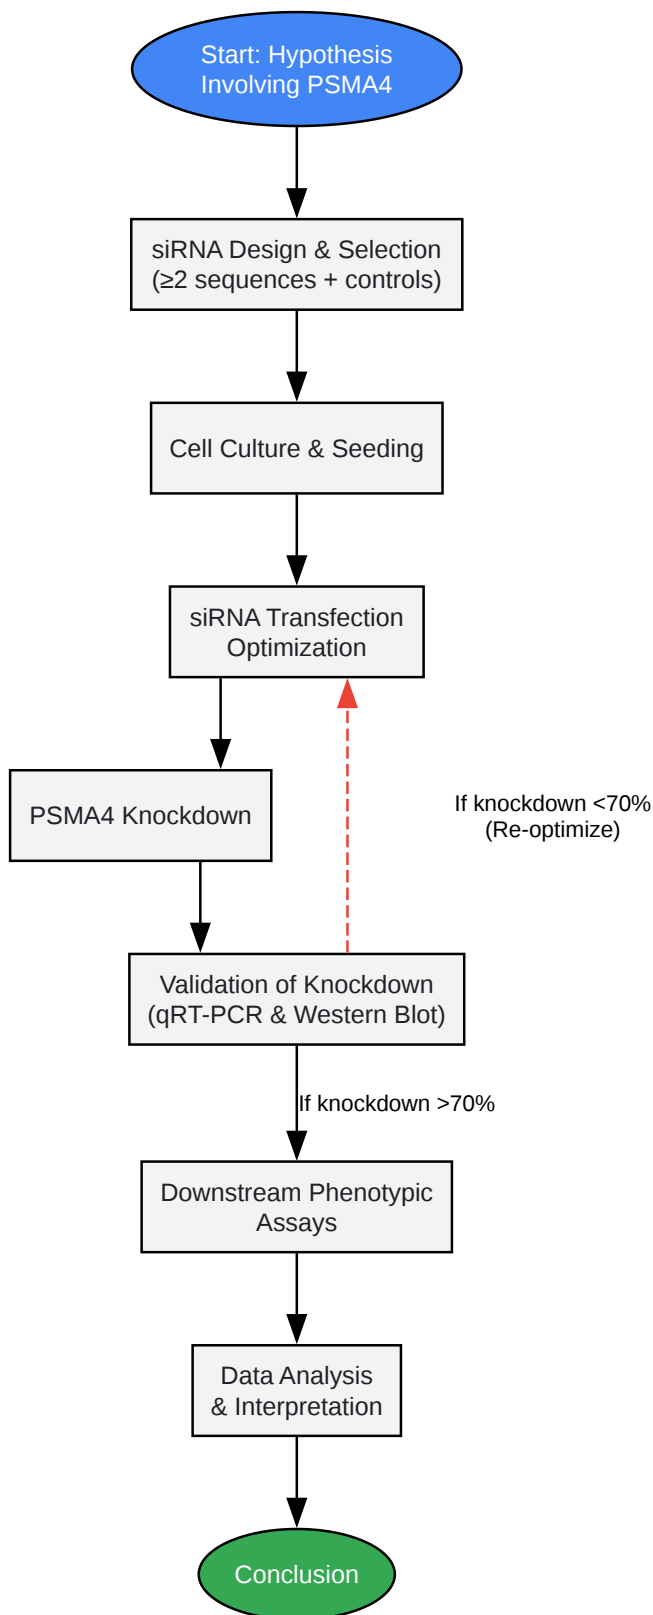 Start: Hypothesis
Involving PSMA4
siRNA Design & Selection
(≥2 sequences + controls)
Cell Culture & Seeding
siRNA Transfection
Optimization
PSMA4 Knockdown
If knockdown <70%
(Re-optimize)
Validation of Knockdown
(qRT-PCR & Western Blot)
If knockdown >70%
Downstream Phenotypic
Assays
Data Analysis
& Interpretation
Conclusion